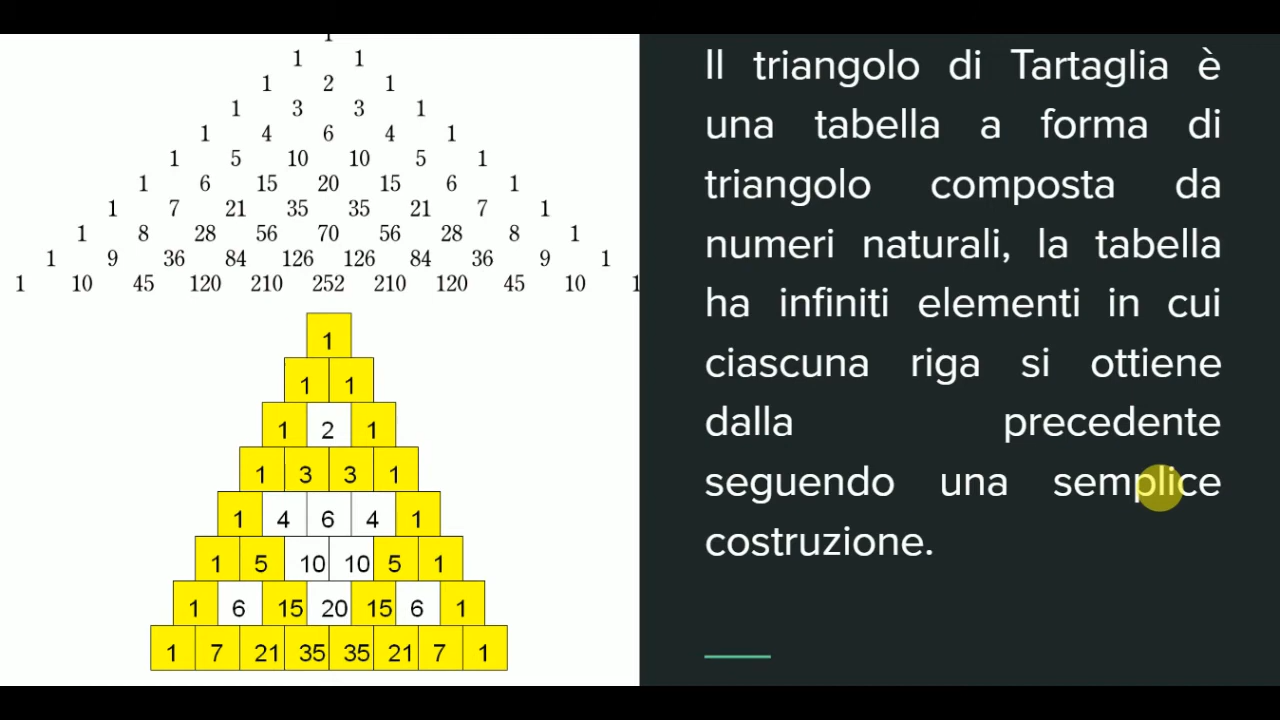 1
1 1
1 2 1
1 3 3 1
1 4 6 4 1
1 5 10 10 5 1
1 6 15 20 15 6 1
1 7 21 35 35 21 7 1
1 8 28 56 70 56 28 8 1
1 9 36 84 126 126 84 36 9 1
1 10 45 120 210 252 210 120 45 10 1
1
1 1
1 2 1
1 3 3 1
1 4 6 4 1
1 5 10 10 5 1
1 6 15 20 15 6 1
1 7 21 35 35 21 7 1
Il triangolo di Tartaglia è
una tabella a forma di
triangolo composta da
numeri naturali, la tabella
ha infiniti elementi in cui
ciascuna riga si ottiene
dalla precedente
seguendo una semplice
costruzione.